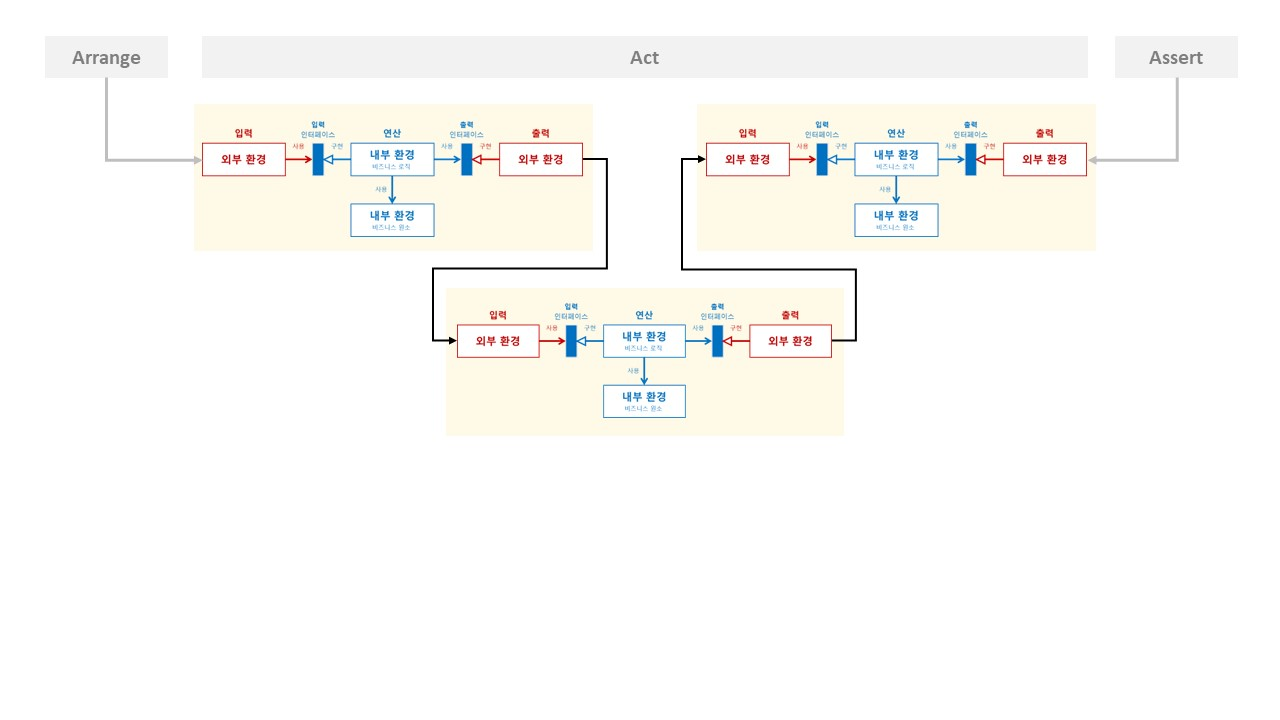 Arrange
Act
Assert
입력
입력
인터페이스
연산
출력
인터페이스
출력
외부 환경
사용
구현
내부 환경
비즈니스 로직
사용
구현
외부 환경
사용
내부 환경
비즈니스 원소
입력
입력
인터페이스
연산
출력
인터페이스
출력
외부 환경
사용
구현
내부 환경
비즈니스 로직
사용
구현
외부 환경
사용
내부 환경
비즈니스 원소
입력
입력
인터페이스
연산
출력
인터페이스
출력
외부 환경
사용
구현
내부 환경
비즈니스 로직
사용
구현
외부 환경
사용
내부 환경
비즈니스 원소